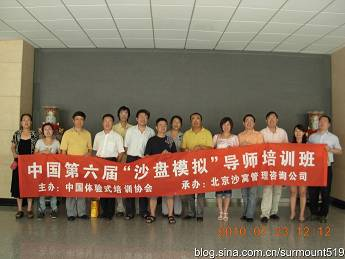 中国第六届“沙盘模拟”导师培训班
主办：中国体验式培训协会 承办：北京沙窝管理咨询公司
2010-05-23 12:12
blog.sina.com.cn/surmount519